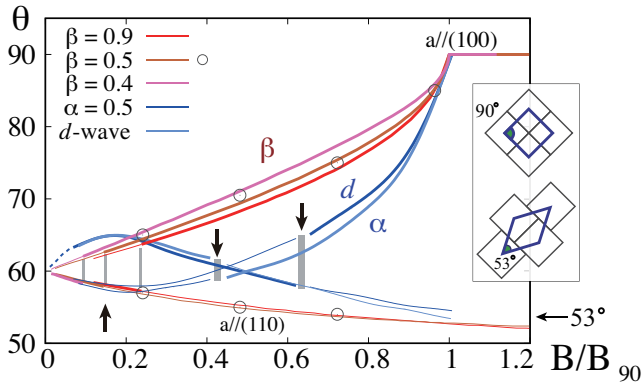 θ
90
80
70
60
50
β = 0.9
β = 0.5
β = 0.4
α = 0.5
d-wave
a//(100)
β
d
α
a//(110)
90°
53°
53°
0
0.2
0.4
0.6
0.8
1
1.2
B/B₉₀